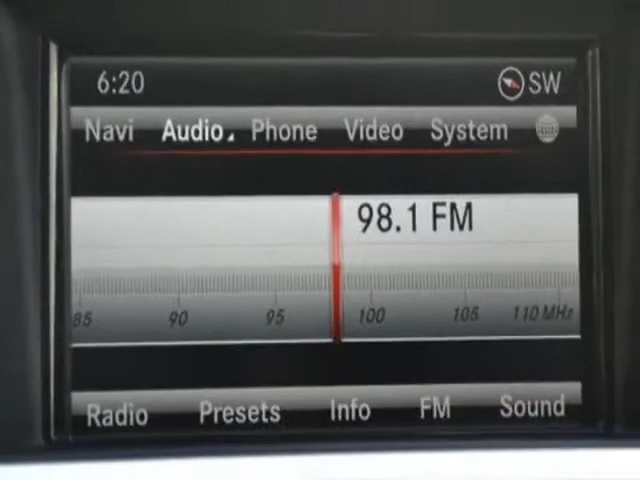 6:20 SW
Navi Audio Phone Video System
98.1 FM
85 90 95 100 105 110 MHz
Radio Presets Info FM Sound